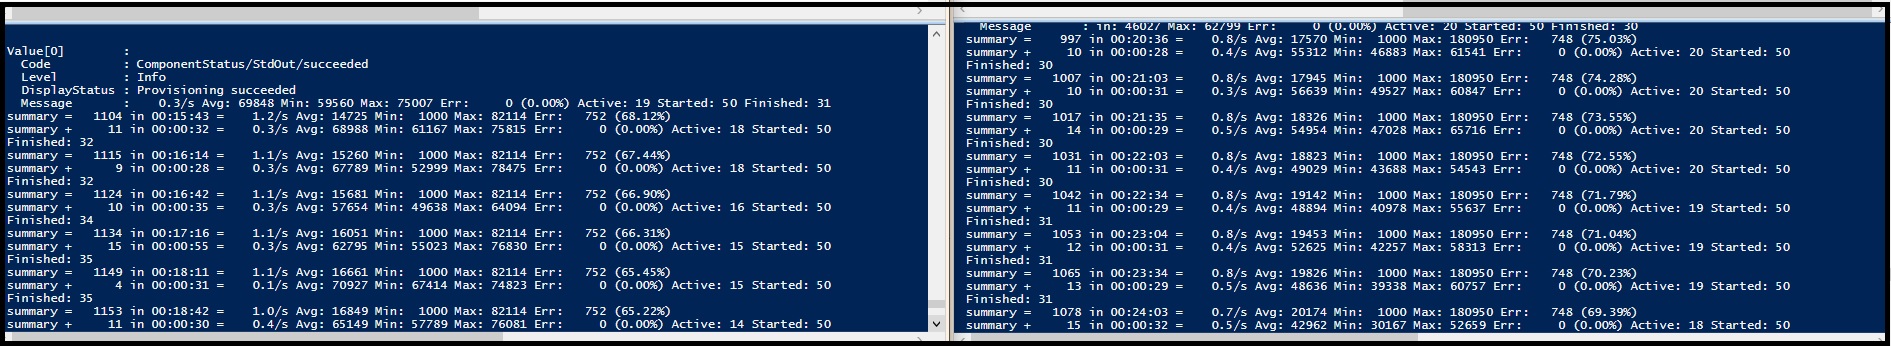 Value[0]        :
  Code          : ComponentStatus/StdOut/succeeded
  Level         : Info
  DisplayStatus : Provisioning succeeded
  Message       :    0.3/s Avg: 69848 Min: 59560 Max: 75007 Err:     0 (0.00%) Active: 19 Started: 50 Finished: 31
summary =   1104 in 00:15:43 =    1.2/s Avg: 14725 Min:  1000 Max: 82114 Err:   752 (68.12%)
summary +     11 in 00:00:32 =    0.3/s Avg: 68988 Min: 61167 Max: 75815 Err:     0 (0.00%) Active: 18 Started: 50
Finished: 32
summary =   1115 in 00:16:14 =    1.1/s Avg: 15260 Min:  1000 Max: 82114 Err:   752 (67.44%)
summary +      9 in 00:00:28 =    0.3/s Avg: 67789 Min: 52999 Max: 78475 Err:     0 (0.00%) Active: 18 Started: 50
Finished: 32
summary =   1124 in 00:16:42 =    1.1/s Avg: 15681 Min:  1000 Max: 82114 Err:   752 (66.90%)
summary +     10 in 00:00:35 =    0.3/s Avg: 57654 Min: 49638 Max: 64094 Err:     0 (0.00%) Active: 16 Started: 50
Finished: 34
summary =   1134 in 00:17:16 =    1.1/s Avg: 16051 Min:  1000 Max: 82114 Err:   752 (66.31%)
summary +     15 in 00:00:55 =    0.3/s Avg: 62795 Min: 55023 Max: 76830 Err:     0 (0.00%) Active: 15 Started: 50
Finished: 35
summary =   1149 in 00:18:11 =    1.1/s Avg: 16661 Min:  1000 Max: 82114 Err:   752 (65.45%)
summary +      4 in 00:00:31 =    0.1/s Avg: 70927 Min: 67414 Max: 74823 Err:     0 (0.00%) Active: 15 Started: 50
Finished: 35
summary =   1153 in 00:18:42 =    1.0/s Avg: 16849 Min:  1000 Max: 82114 Err:   752 (65.22%)
summary +     11 in 00:00:30 =    0.4/s Avg: 65149 Min: 57789 Max: 76081 Err:     0 (0.00%) Active: 14 Started: 50
  Message       : in: 46027 Max: 62799 Err:     0 (0.00%) Active: 20 Started: 50 Finished: 30
summary =    997 in 00:20:36 =    0.8/s Avg: 17570 Min:  1000 Max: 180950 Err:   748 (75.03%)
summary +     10 in 00:00:28 =    0.4/s Avg: 55312 Min: 46883 Max: 61541 Err:     0 (0.00%) Active: 20 Started: 50
Finished: 30
summary =   1007 in 00:21:03 =    0.8/s Avg: 17945 Min:  1000 Max: 180950 Err:   748 (74.28%)
summary +     10 in 00:00:31 =    0.3/s Avg: 56639 Min: 49527 Max: 60847 Err:     0 (0.00%) Active: 20 Started: 50
Finished: 30
summary =   1017 in 00:21:35 =    0.8/s Avg: 18326 Min:  1000 Max: 180950 Err:   748 (73.55%)
summary +     14 in 00:00:29 =    0.5/s Avg: 54954 Min: 47028 Max: 65716 Err:     0 (0.00%) Active: 20 Started: 50
Finished: 30
summary =   1031 in 00:22:03 =    0.8/s Avg: 18823 Min:  1000 Max: 180950 Err:   748 (72.55%)
summary +     11 in 00:00:31 =    0.4/s Avg: 49029 Min: 43688 Max: 54543 Err:     0 (0.00%) Active: 20 Started: 50
Finished: 30
summary =   1042 in 00:22:34 =    0.8/s Avg: 19142 Min:  1000 Max: 180950 Err:   748 (71.79%)
summary +     11 in 00:00:29 =    0.4/s Avg: 48894 Min: 40978 Max: 55637 Err:     0 (0.00%) Active: 19 Started: 50
Finished: 31
summary =   1053 in 00:23:04 =    0.8/s Avg: 19453 Min:  1000 Max: 180950 Err:   748 (71.04%)
summary +     12 in 00:00:31 =    0.4/s Avg: 52625 Min: 42257 Max: 58313 Err:     0 (0.00%) Active: 19 Started: 50
Finished: 31
summary =   1065 in 00:23:34 =    0.8/s Avg: 19826 Min:  1000 Max: 180950 Err:   748 (70.23%)
summary +     13 in 00:00:29 =    0.5/s Avg: 48636 Min: 39338 Max: 60757 Err:     0 (0.00%) Active: 19 Started: 50
Finished: 31
summary =   1078 in 00:24:03 =    0.7/s Avg: 20174 Min:  1000 Max: 180950 Err:   748 (69.39%)
summary +     15 in 00:00:32 =    0.5/s Avg: 42962 Min: 30167 Max: 52659 Err:     0 (0.00%) Active: 18 Started: 50